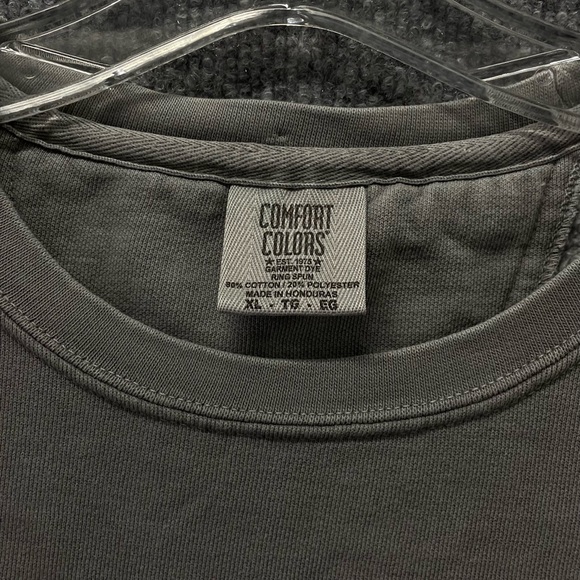 COMFORT
COLORS®
★ EST. 1975 ★
GARMENT DYE
RING SPUN
80% COTTON / 20% POLYESTER
MADE IN HONDURAS
XL - TG - EG